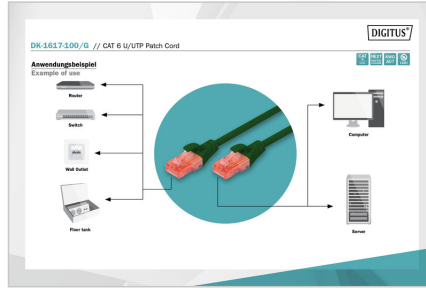 DIGITUS®
DK-1617-100/G // CAT 6 U/UTP Patch Cord
Anwendungsbeispiel
Example of use
Router
Switch
Wall Outlet
Floor tank
Computer
Server
CAT